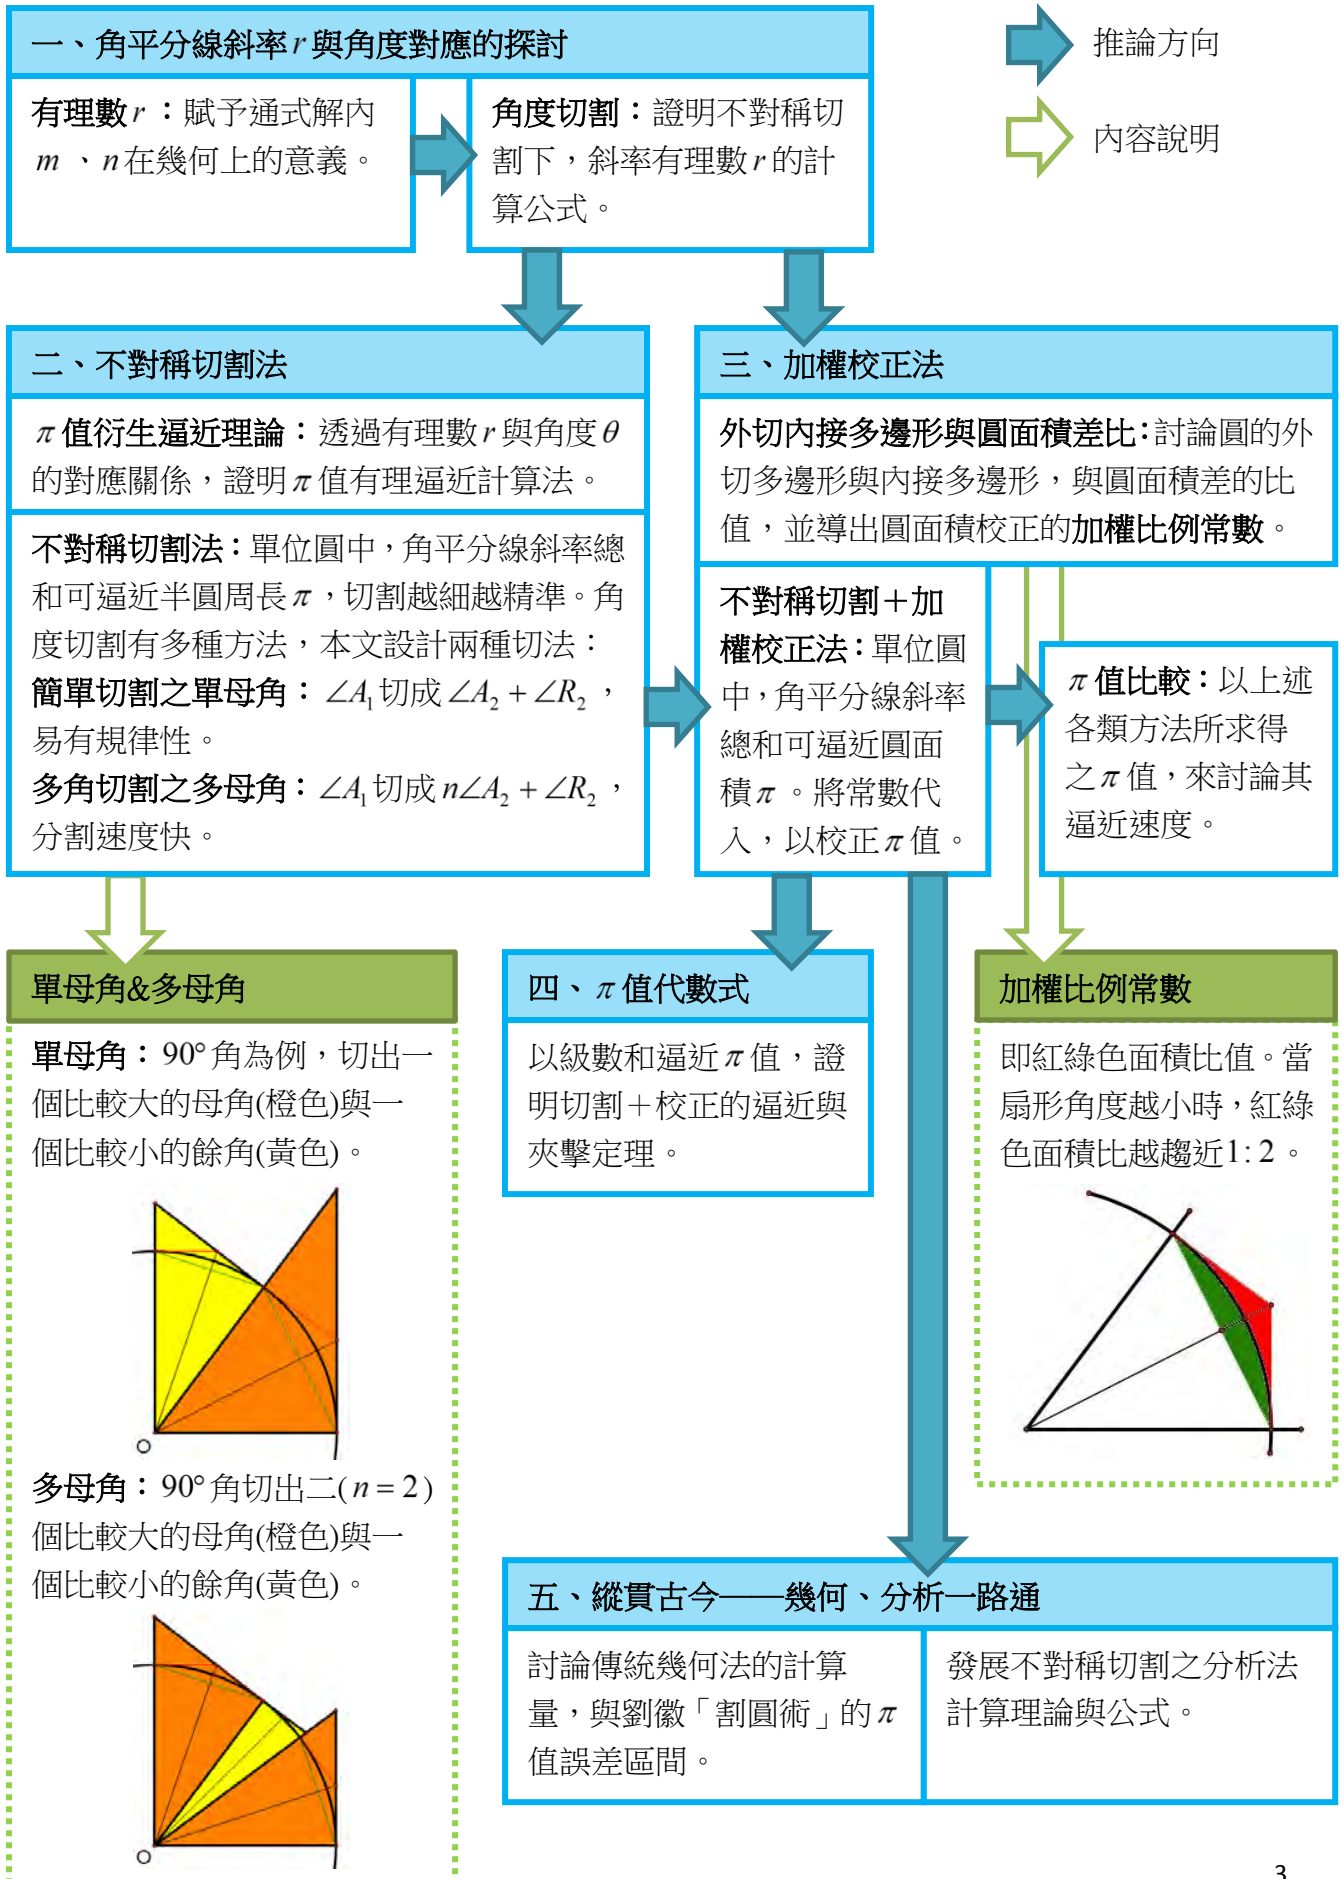 一、角平分線斜率 r 與角度對應的探討
有理數 r：賦予通式解內
m 、n 在幾何上的意義。
角度切割：證明不對稱切
割下，斜率有理數 r 的計
算公式。
推論方向
內容說明
二、不對稱切割法
π 值衍生逼近理論：透過有理數 r 與角度 θ
的對應關係，證明 π 值有理逼近計算法。
不對稱切割法：單位圓中，角平分線斜率總
和可逼近半圓周長 π，切割越細越精準。角
度切割有多種方法，本文設計兩種切法：
簡單切割之單母角：∠A₁ 切成 ∠A₂ + ∠R₂，
易有規律性。
多角切割之多母角：∠A₁ 切成 n∠A₂ + ∠R₂，
分割速度快。
三、加權校正法
外切內接多邊形與圓面積差比：討論圓的外
切多邊形與內接多邊形，與圓面積差的比
值，並導出圓面積校正的加權比例常數。
不對稱切割＋加
權校正法：單位圓
中，角平分線斜率
總和可逼近圓面
積 π。將常數代
入，以校正 π 值。
π 值比較：以上述
各類方法所求得
之 π 值，來討論其
逼近速度。
單母角&多母角
單母角：90° 角為例，切出一
個比較大的母角(橙色)與一
個比較小的餘角(黃色)。
O
多母角：90° 角切出二( n = 2 )
個比較大的母角(橙色)與一
個比較小的餘角(黃色)。
O
四、π 值代數式
以級數和逼近 π 值，證
明切割＋校正的逼近與
夾擊定理。
加權比例常數
即紅綠色面積比值。當
扇形角度越小時，紅綠
色面積比越趨近1: 2。
五、縱貫古今——幾何、分析一路通
討論傳統幾何法的計算
量，與劉徽「割圓術」的 π
值誤差區間。
發展不對稱切割之分析法
計算理論與公式。
3